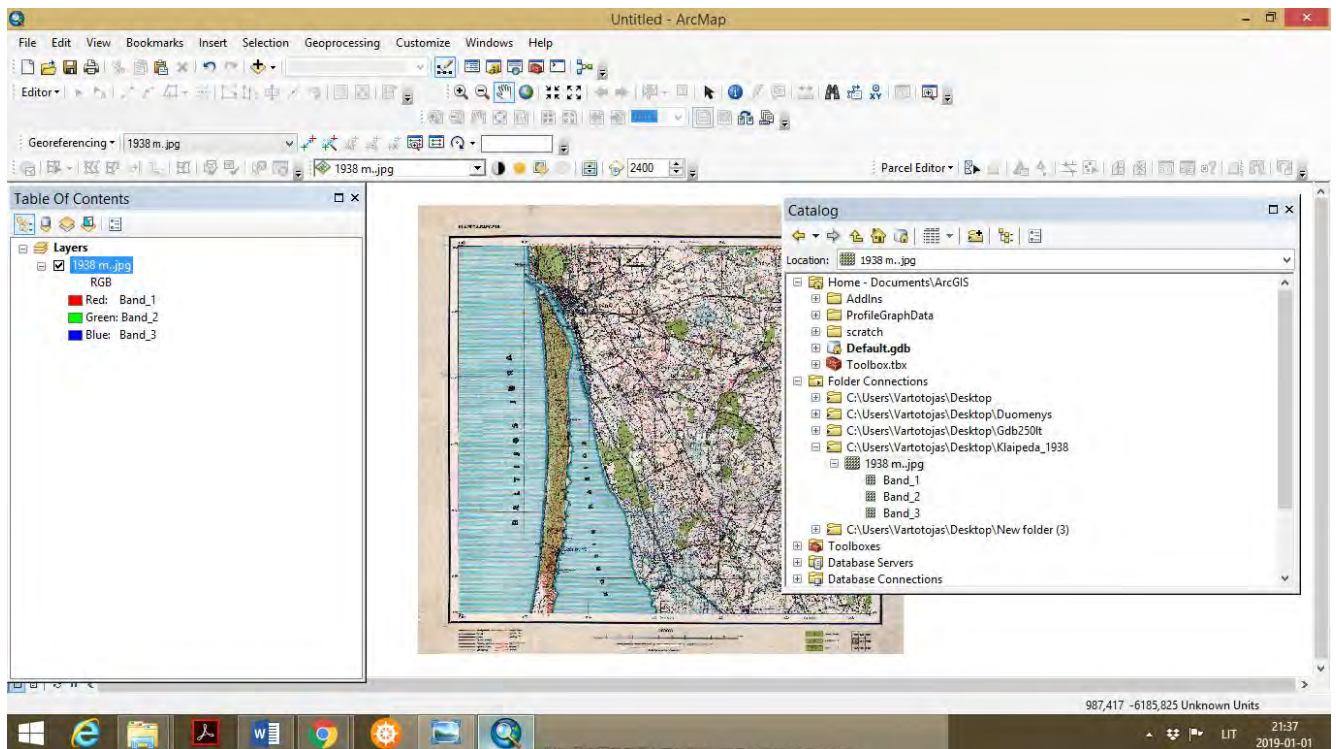 Untitled - ArcMap
File Edit View Bookmarks Insert Selection Geoprocessing Customize Windows Help
Editor
Georeferencing 1938 m..jpg
1938 m..jpg 2400 Parcel Editor
Table Of Contents
Layers
1938 m..jpg
RGB
Red: Band_1
Green: Band_2
Blue: Band_3
BALTIJOS JŪRA
Catalog
Location: 1938 m..jpg
Home - Documents\ArcGIS
AddIns
ProfileGraphData
scratch
Default.gdb
Toolbox.tbx
Folder Connections
C:\Users\Vartotojas\Desktop
C:\Users\Vartotojas\Desktop\Duomenys
C:\Users\Vartotojas\Desktop\Gdb250lt
C:\Users\Vartotojas\Desktop\Klaipeda_1938
1938 m..jpg
Band_1
Band_2
Band_3
C:\Users\Vartotojas\Desktop\New folder (3)
Toolboxes
Database Servers
Database Connections
987,417 -6185,825 Unknown Units
LIT
21:37
2019-01-01